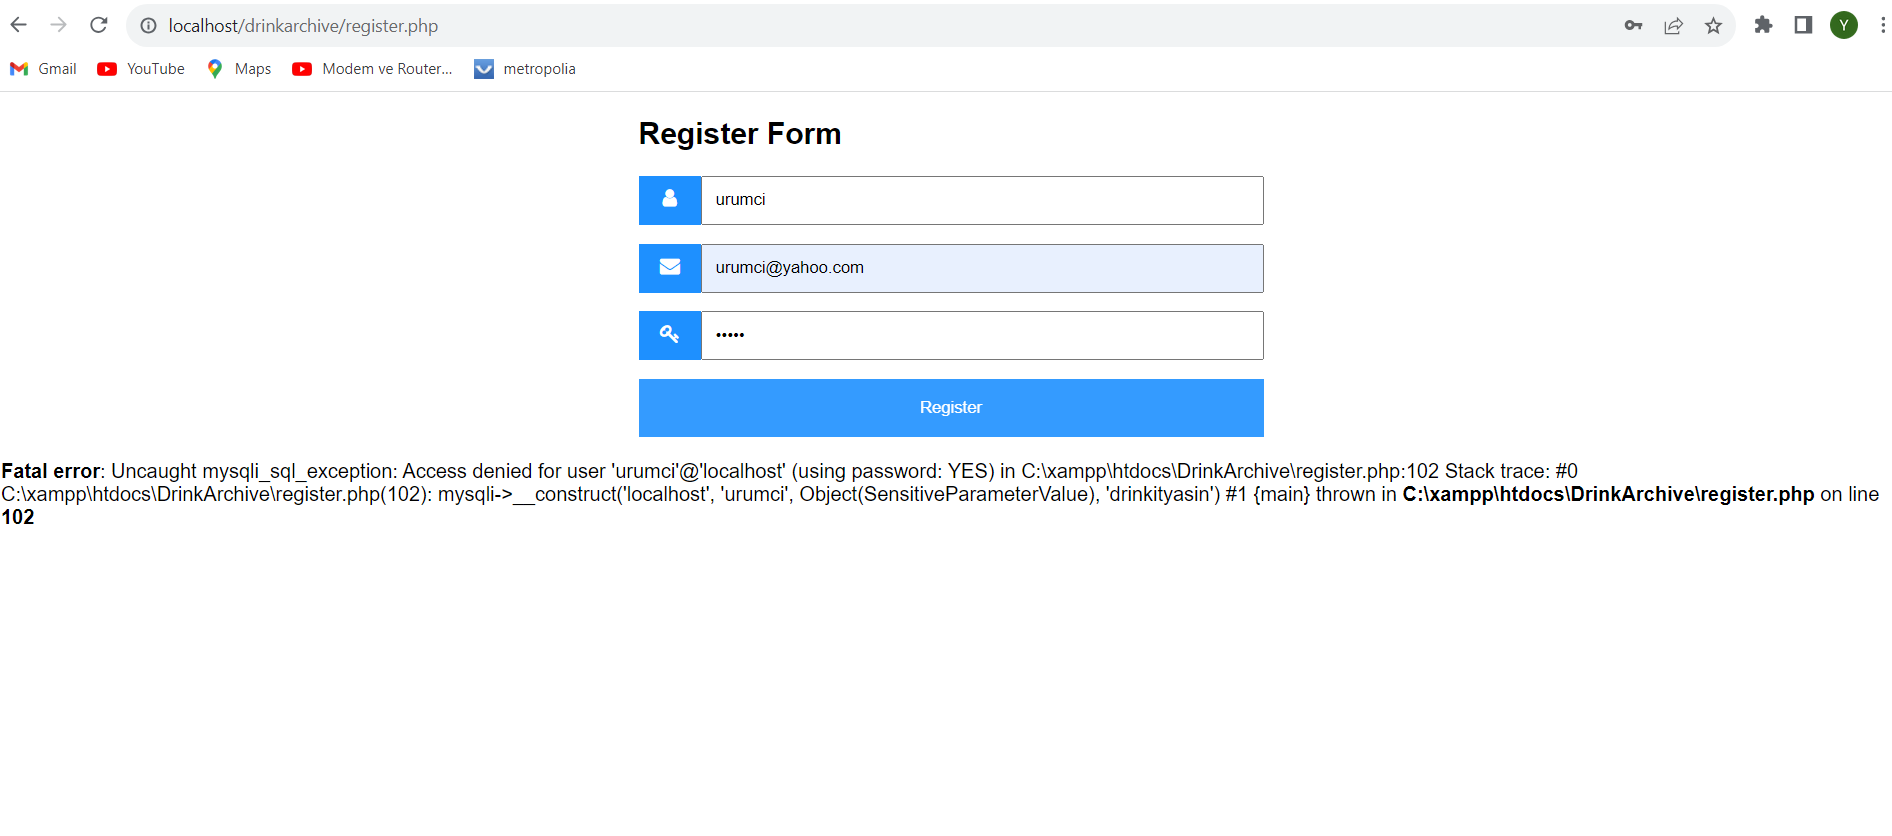 localhost/drinkarchive/register.php
Y
Gmail YouTube Maps Modem ve Router... metropolia
Register Form
urumci
urumci@yahoo.com
•••••
Register
Fatal error: Uncaught mysqli_sql_exception: Access denied for user 'urumci'@'localhost' (using password: YES) in C:\xampp\htdocs\DrinkArchive\register.php:102 Stack trace: #0
C:\xampp\htdocs\DrinkArchive\register.php(102): mysqli->__construct('localhost', 'urumci', Object(SensitiveParameterValue), 'drinkityasin') #1 {main} thrown in C:\xampp\htdocs\DrinkArchive\register.php on line
102